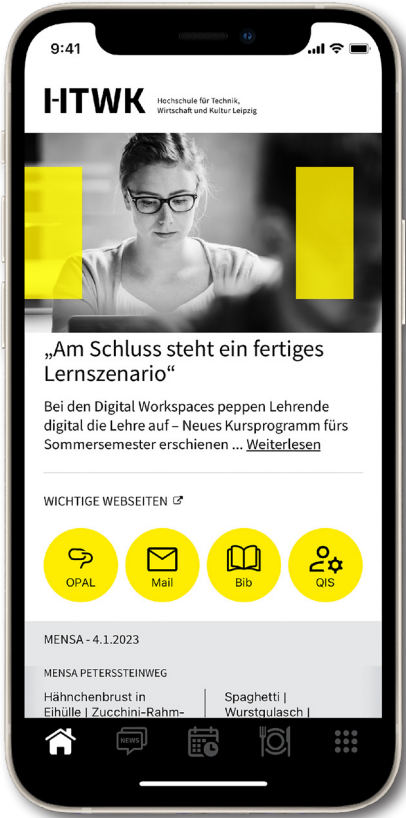 9:41
HTWK
Hochschule für Technik,
Wirtschaft und Kultur Leipzig
„Am Schluss steht ein fertiges
Lernszenario“
Bei den Digital Workspaces peppen Lehrende
digital die Lehre auf – Neues Kursprogramm fürs
Sommersemester erschienen ... Weiterlesen
WICHTIGE WEBSEITEN
OPAL
Mail
Bib
QIS
MENSA - 4.1.2023
MENSA PETERSSTEINWEG
Hähnchenbrust in
Eihülle | Zucchini-Rahm-
Spaghetti |
Wurstgulasch |
NEWS